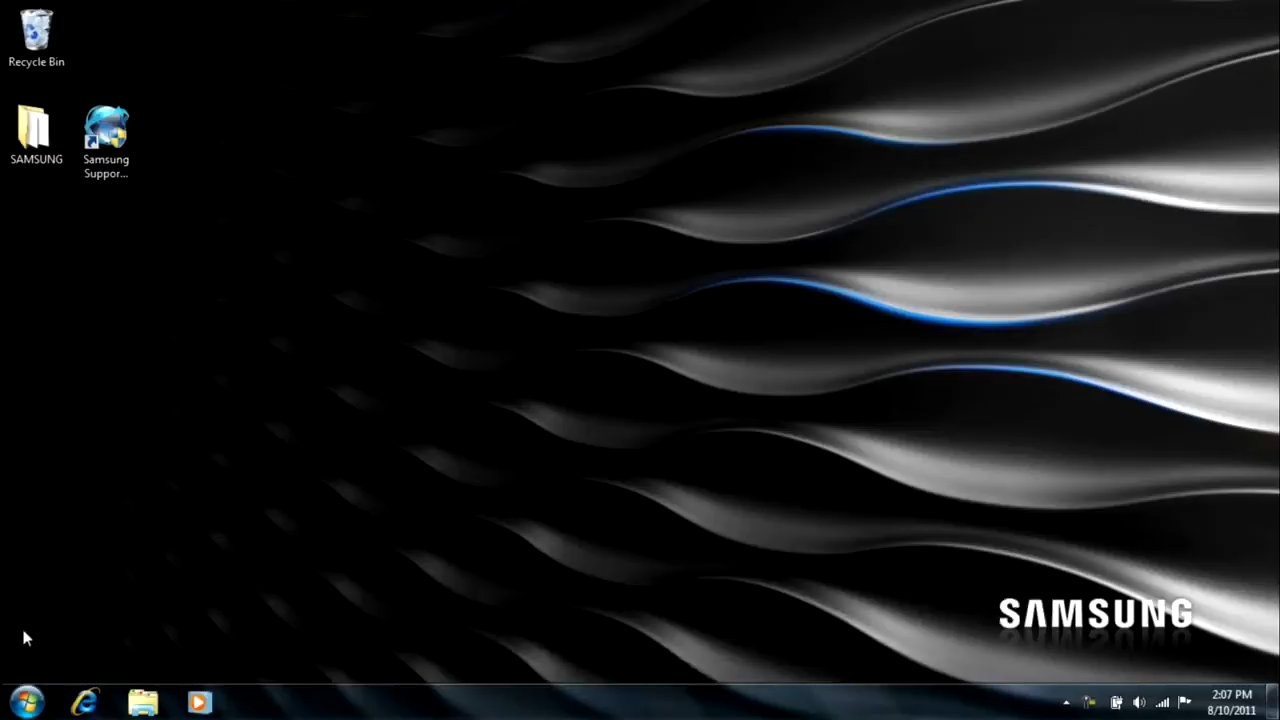 Recycle Bin
SAMSUNG
Samsung
Suppor...
SAMSUNG
2:07 PM
8/10/2011